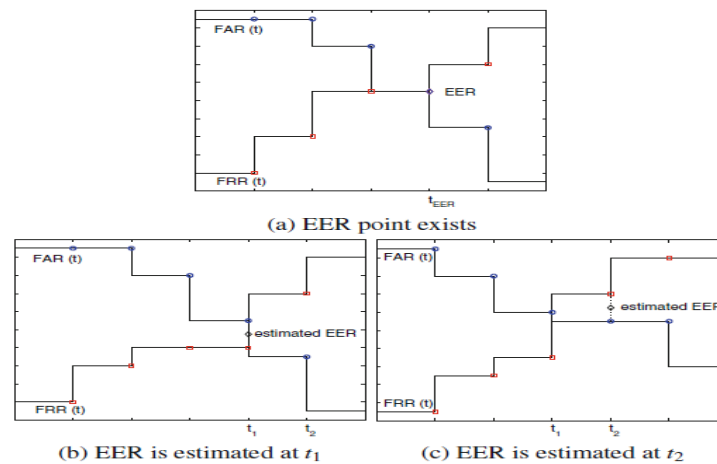 FAR (t)
EER
FRR (t)
tEER
(a) EER point exists
FAR (t)
estimated EER
FRR (t)
t1 t2
(b) EER is estimated at t1
FAR (t)
estimated EER
FRR (t)
t1 t2
(c) EER is estimated at t2